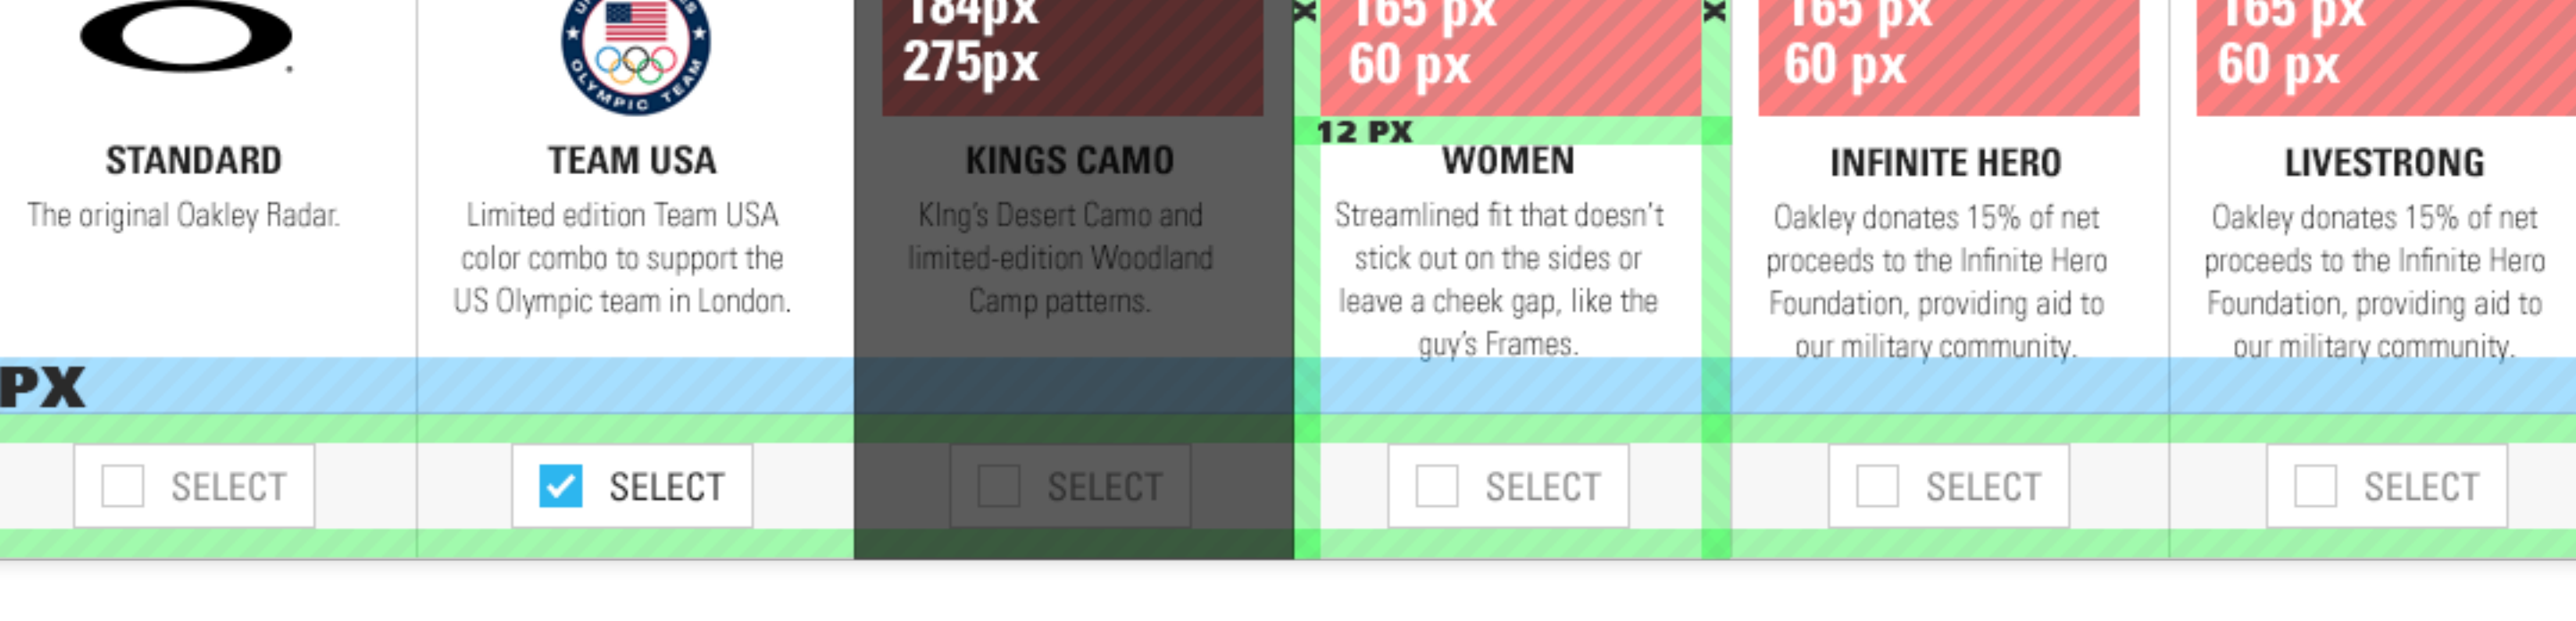 184px
275px
X
165 px
60 px
X
165 px
60 px
165 px
60 px
OLYMPIC TEAM
12 PX
STANDARD
The original Oakley Radar.
TEAM USA
Limited edition Team USA
color combo to support the
US Olympic team in London.
KINGS CAMO
KIng's Desert Camo and
limited-edition Woodland
Camp patterns.
WOMEN
Streamlined fit that doesn't
stick out on the sides or
leave a cheek gap, like the
guy's Frames.
INFINITE HERO
Oakley donates 15% of net
proceeds to the Infinite Hero
Foundation, providing aid to
our military community.
LIVESTRONG
Oakley donates 15% of net
proceeds to the Infinite Hero
Foundation, providing aid to
our military community.
PX
SELECT
SELECT
SELECT
SELECT
SELECT
SELECT